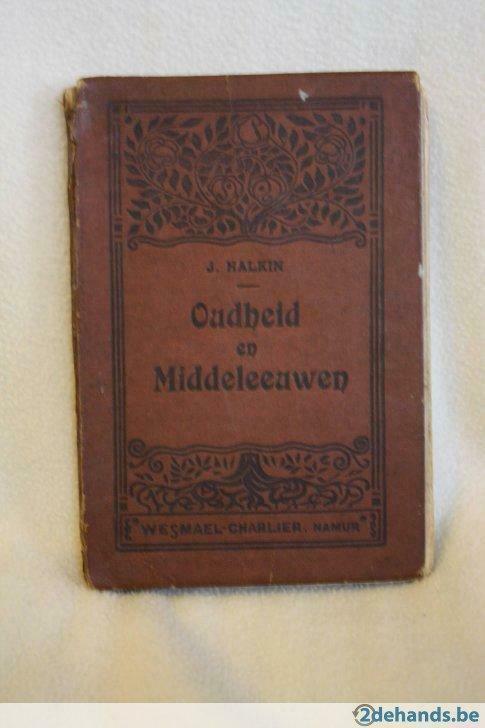 J. HALKIN
Oudheid
en
Middeleeuwen
WESMAEL-CHARLIER, NAMUR
2dehands.be